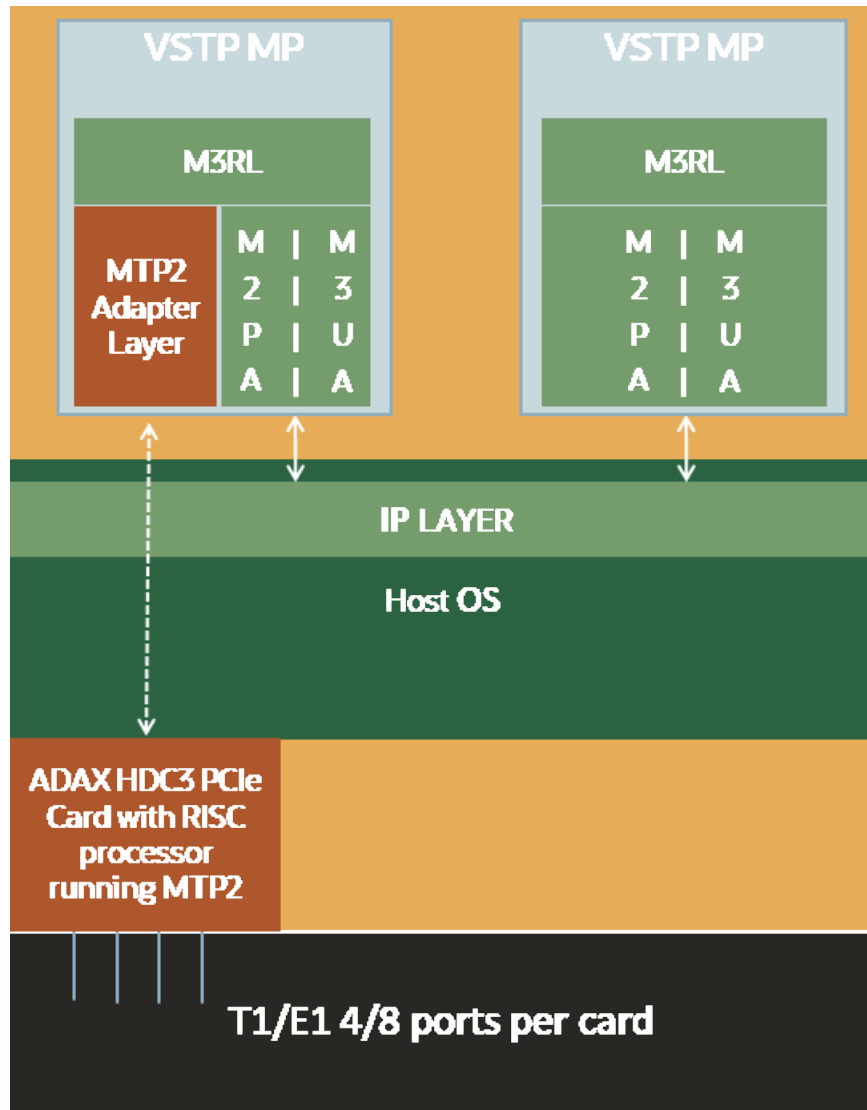 VSTP MP
M3RL
MTP2
Adapter
Layer
M | M
2 | 3
P | U
A | A
VSTP MP
M3RL
M | M
2 | 3
P | U
A | A
IP LAYER
Host OS
ADAX HDC3 PCIe
Card with RISC
processor
running MTP2
T1/E1 4/8 ports per card